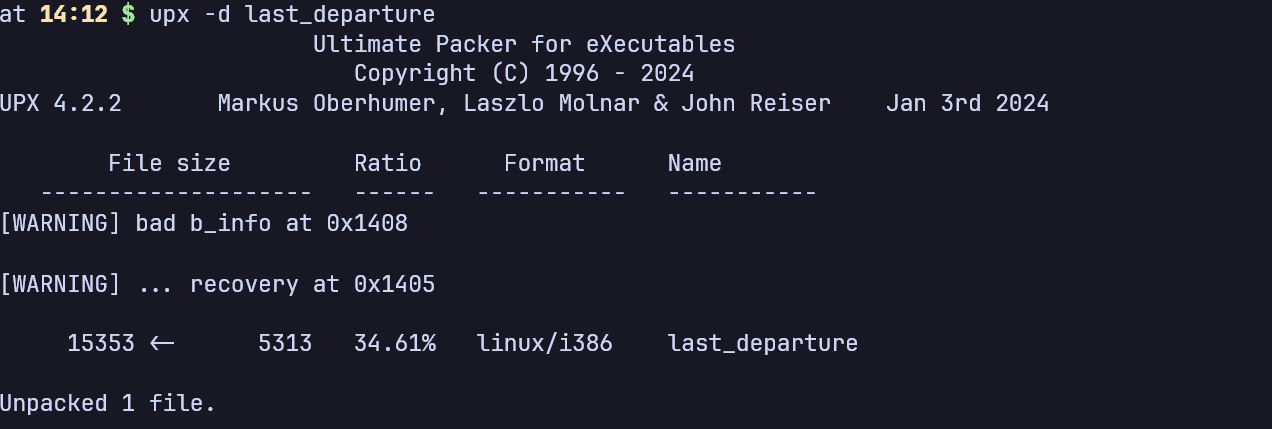 at 14:12 $ upx -d last_departure
Ultimate Packer for eXecutables
Copyright (C) 1996 - 2024
UPX 4.2.2       Markus Oberhumer, Laszlo Molnar & John Reiser    Jan 3rd 2024
File size         Ratio      Format      Name
--------------------   ------   -----------   -----------
[WARNING] bad b_info at 0x1408
[WARNING] ... recovery at 0x1405
15353 <-      5313   34.61%   linux/i386    last_departure
Unpacked 1 file.